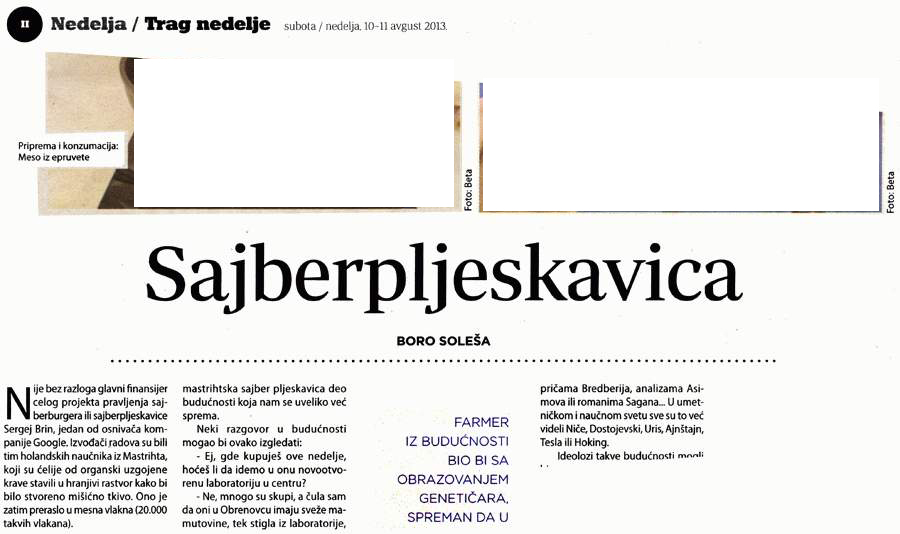 II
Nedelja / Trag nedelje subota / nedelja, 10–11 avgust 2013.
Priprema i konzumacija:
Meso iz epruvete
Foto: Beta
Foto: Beta
Sajberpljeskavica
BORO SOLEŠA
Nije bez razloga glavni finansijer
celog projekta pravljenja saj-
berburgera ili sajberpljeskavice
Sergej Brin, jedan od osnivača kom-
panije Google. Izvođači radova su bili
tim holandskih naučnika iz Mastrihta,
koji su ćelije od organski uzgojene
krave stavili u hranjivi rastvor kako bi
bilo stvoreno mišićno tkivo. Ono je
zatim preraslo u mesna vlakna (20.000
takvih vlakana).
mastrihtska sajber pljeskavica deo
budućnosti koja nam se uveliko već
sprema.
Neki razgovor u budućnosti
mogao bi ovako izgledati:
- Ej, gde kupuješ ove nedelje,
hoćeš li da idemo u onu novootvo-
renu laboratoriju u centru?
- Ne, mnogo su skupi, a čula sam
da oni u Obrenovcu imaju sveže ma-
mutovine, tek stigla iz laboratorije,
FARMER
IZ BUDUĆNOSTI
BIO BI SA
OBRAZOVANJEM
GENETIČARA,
SPREMAN DA U
pričama Bredberija, analizama Asi-
mova ili romanima Sagana... U umet-
ničkom i naučnom svetu sve su to već
videli Niče, Dostojevski, Uris, Ajnštajn,
Tesla ili Hoking.
Ideolozi takve budućnosti mogli